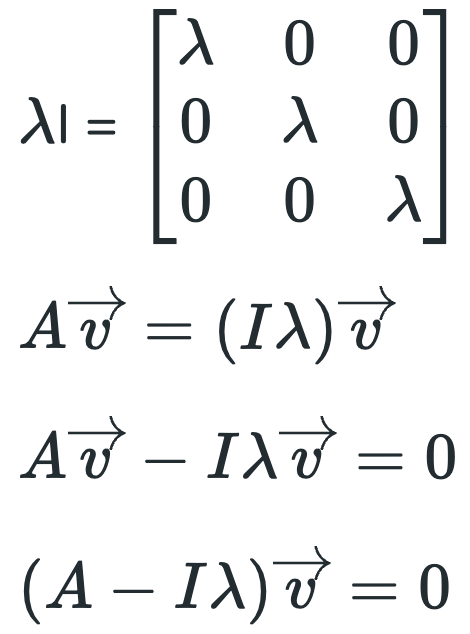 λI = [λ 0 0
0 λ 0
0 0 λ]
A v⃗ = (Iλ) v⃗
A v⃗ − Iλ v⃗ = 0
(A − Iλ) v⃗ = 0